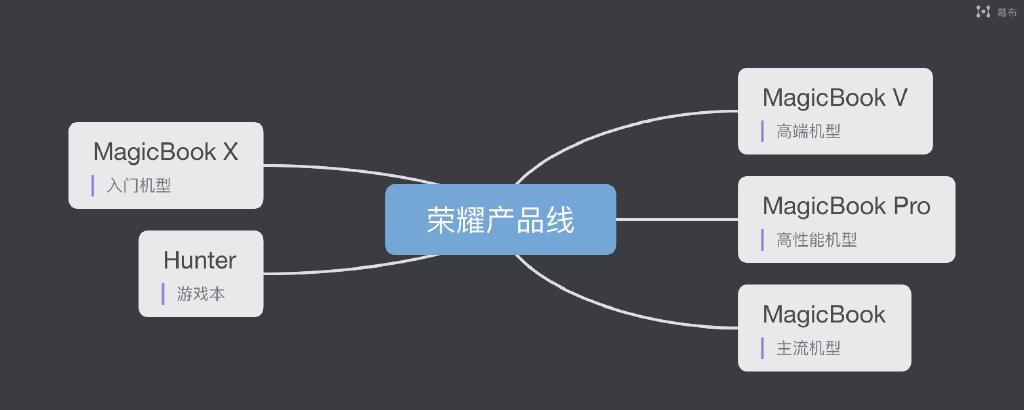 幕布
MagicBook V
高端机型
MagicBook X
入门机型
荣耀产品线
MagicBook Pro
高性能机型
Hunter
游戏本
MagicBook
主流机型